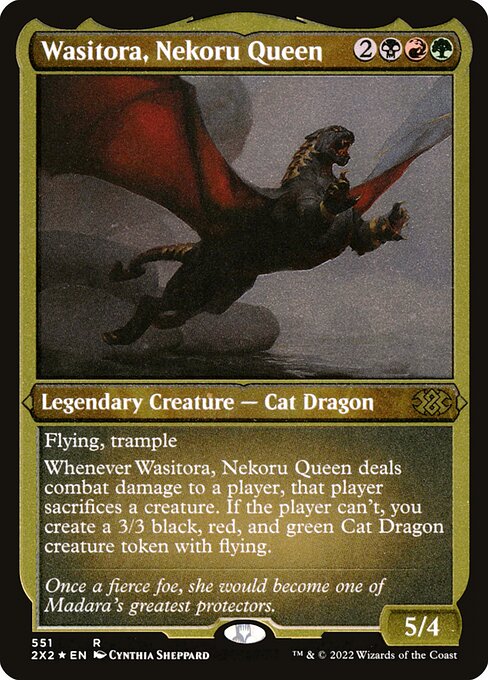 Wasitora, Nekoru Queen 2
Legendary Creature — Cat Dragon
Flying, trample
Whenever Wasitora, Nekoru Queen deals
combat damage to a player, that player
sacrifices a creature. If the player can't, you
create a 3/3 black, red, and green Cat Dragon
creature token with flying.
Once a fierce foe, she would become one of
Madara's greatest protectors.
5/4
551 R
2X2 ★ EN Cynthia Sheppard
™ & © 2022 Wizards of the Coast